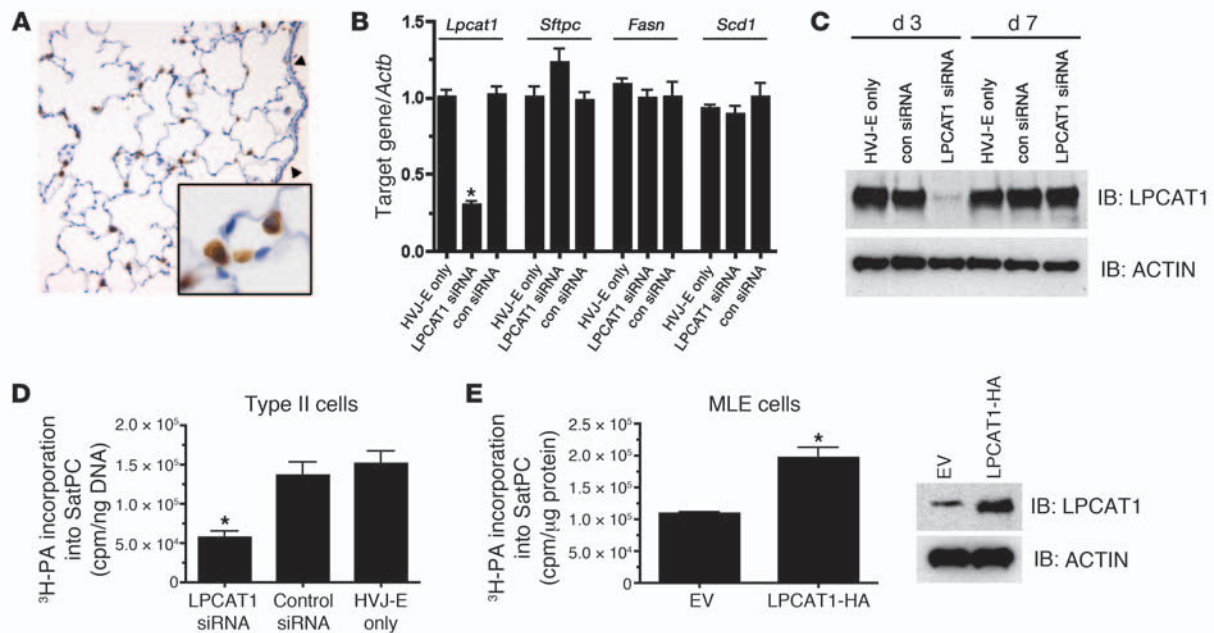 A
B
Lpcat1 Sftpc Fasn Scd1
Target gene/Actb
1.5
1.0
0.5
0.0
HVJ-E only
LPCAT1 siRNA
con siRNA
HVJ-E only
LPCAT1 siRNA
con siRNA
HVJ-E only
LPCAT1 siRNA
con siRNA
HVJ-E only
LPCAT1 siRNA
con siRNA
*
C
d 3 d 7
HVJ-E only
con siRNA
LPCAT1 siRNA
HVJ-E only
con siRNA
LPCAT1 siRNA
IB: LPCAT1
IB: ACTIN
D
Type II cells
³H-PA incorporation
into SatPC
(cpm/ng DNA)
2.0 × 10⁵
1.5 × 10⁵
1.0 × 10⁵
5.0 × 10⁴
0
*
LPCAT1
siRNA
Control
siRNA
HVJ-E
only
E
MLE cells
³H-PA incorporation
into SatPC
(cpm/μg protein)
2.5 × 10⁵
2.0 × 10⁵
1.5 × 10⁵
1.0 × 10⁵
5.0 × 10⁴
0
*
EV LPCAT1-HA
EV
LPCAT1-HA
IB: LPCAT1
IB: ACTIN